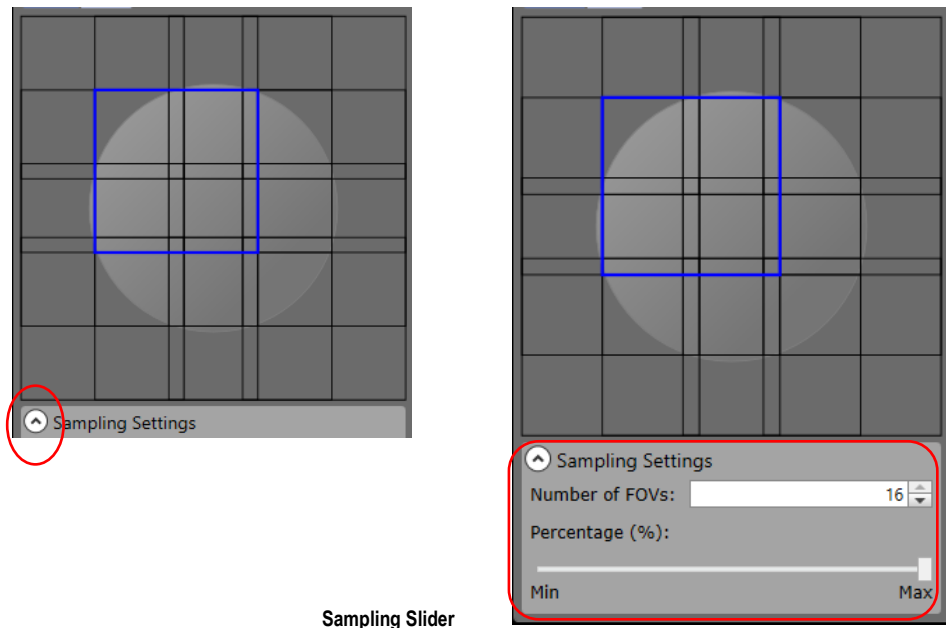 Sampling Settings
Sampling Settings
Number of FOVs: 16
Percentage (%):
Min Max
Sampling Slider